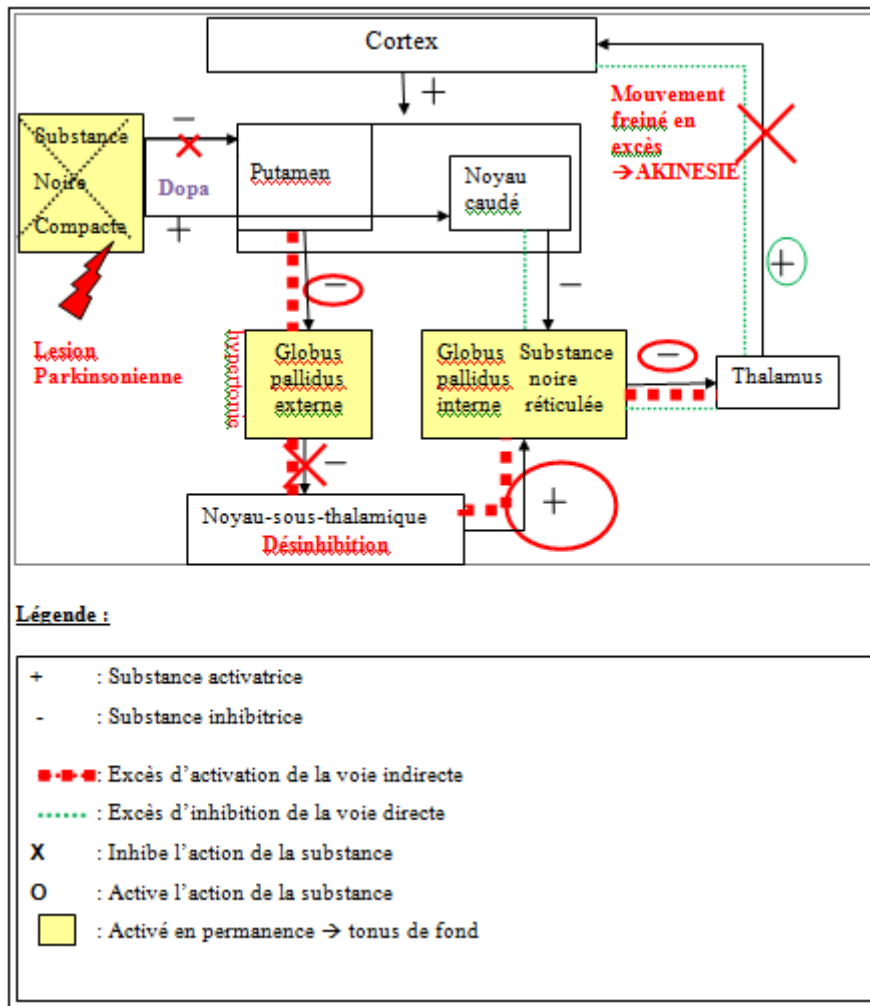 Cortex
+
Mouvement
freiné en
excès
→AKINESIE
Substance
Noire
Compacte
−
Dopa
+
Putamen
Noyau
caudé
−
−
+
Lesion
Parkinsonienne
hypertonie
Globus
pallidus
externe
Globus
pallidus
interne
Substance
noire
réticulée
−
Thalamus
−
+
Noyau-sous-thalamique
Désinhibition
Légende :
+ : Substance activatrice
- : Substance inhibitrice
: Excès d’activation de la voie indirecte
: Excès d’inhibition de la voie directe
X : Inhibe l’action de la substance
O : Active l’action de la substance
: Activé en permanence → tonus de fond